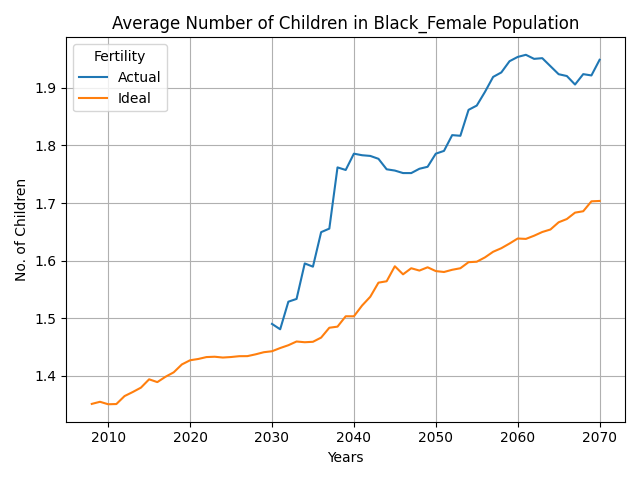 Average Number of Children in Black_Female Population
Fertility
Actual
Ideal
1.9
1.8
1.7
1.6
1.5
1.4
No. of Children
2010 2020 2030 2040 2050 2060 2070
Years